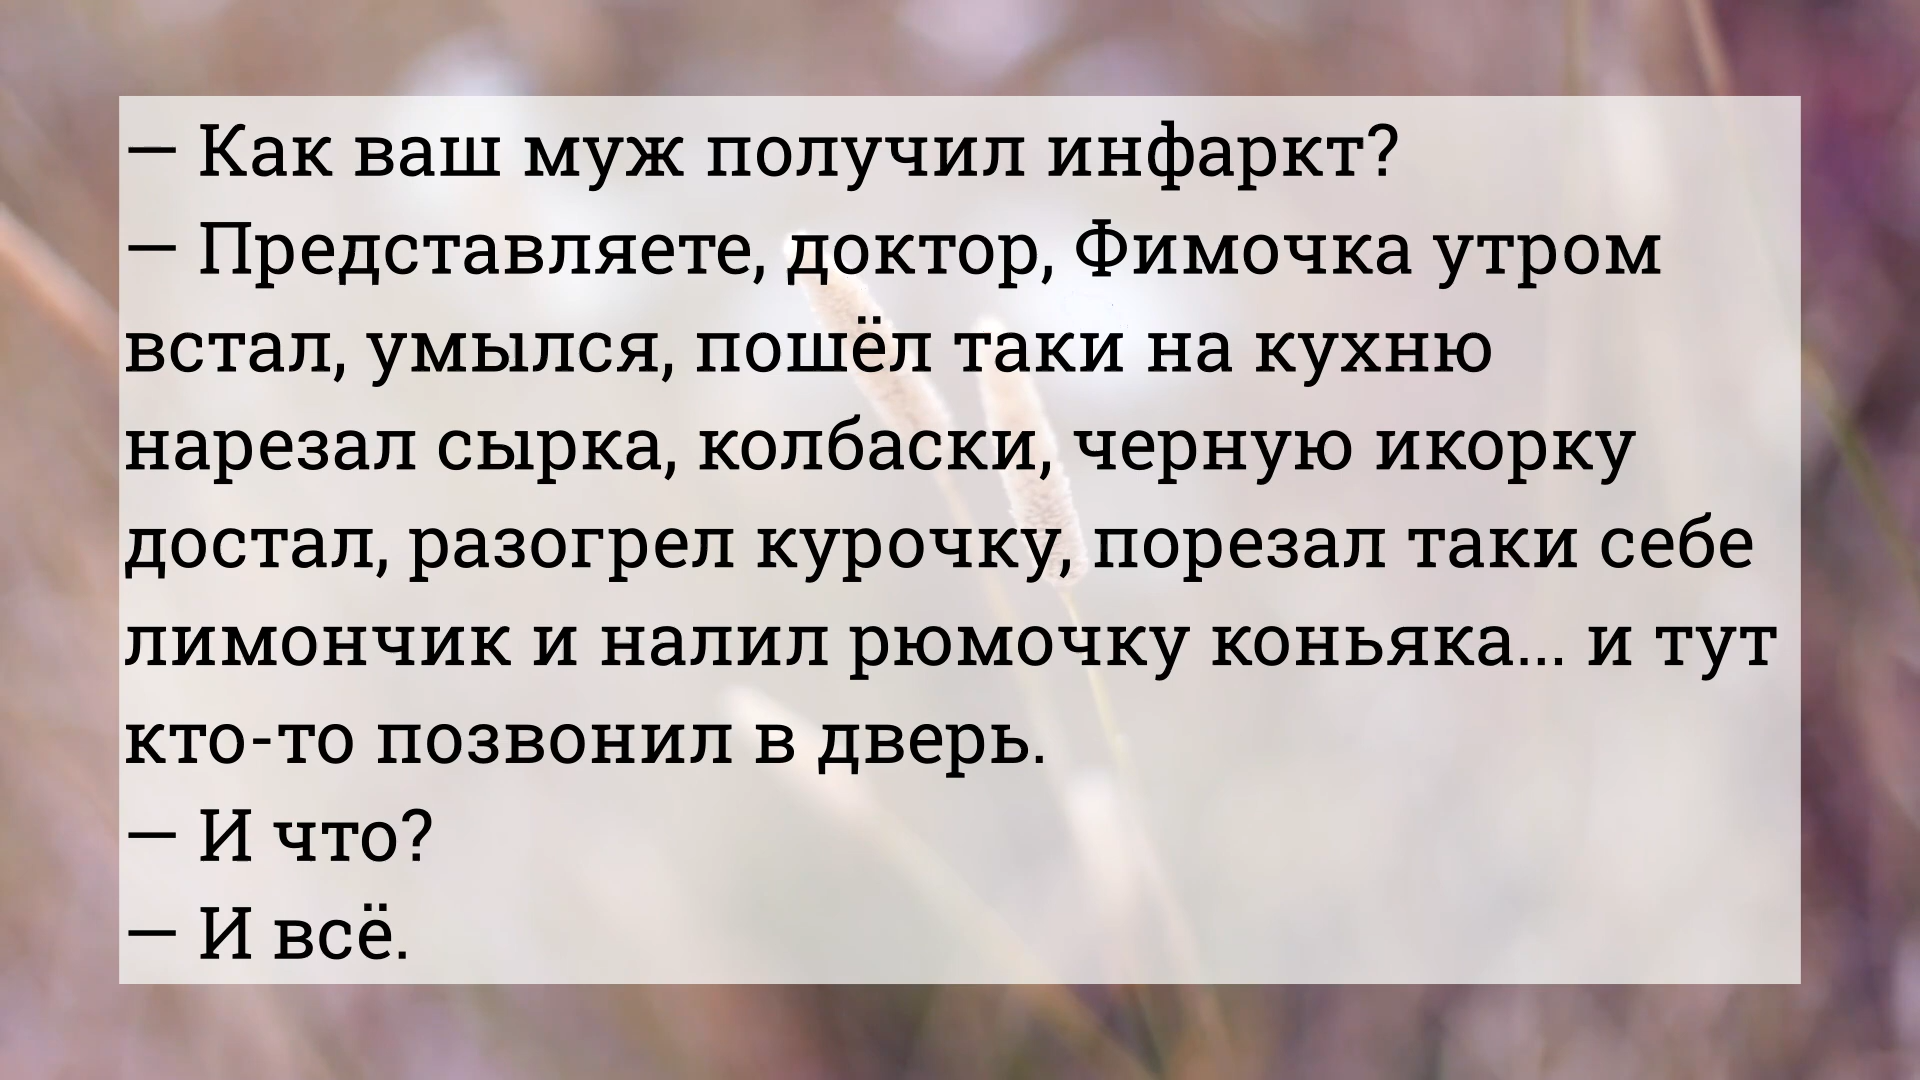 — Как ваш муж получил инфаркт?
— Представляете, доктор, Фимочка утром
встал, умылся, пошёл таки на кухню
нарезал сырка, колбаски, черную икорку
достал, разогрел курочку, порезал таки себе
лимончик и налил рюмочку коньяка... и тут
кто-то позвонил в дверь.
— И что?
— И всё.